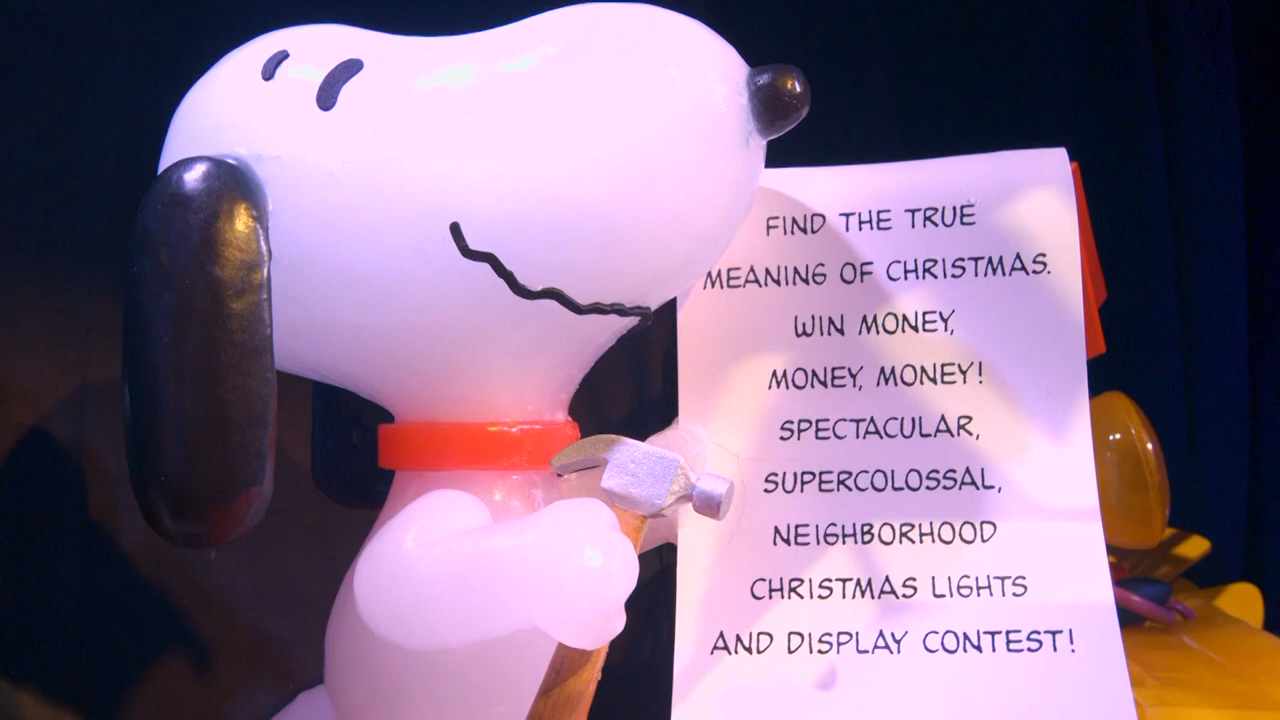 FIND THE TRUE
MEANING OF CHRISTMAS.
WIN MONEY,
MONEY, MONEY!
SPECTACULAR,
SUPERCOLOSSAL,
NEIGHBORHOOD
CHRISTMAS LIGHTS
AND DISPLAY CONTEST!